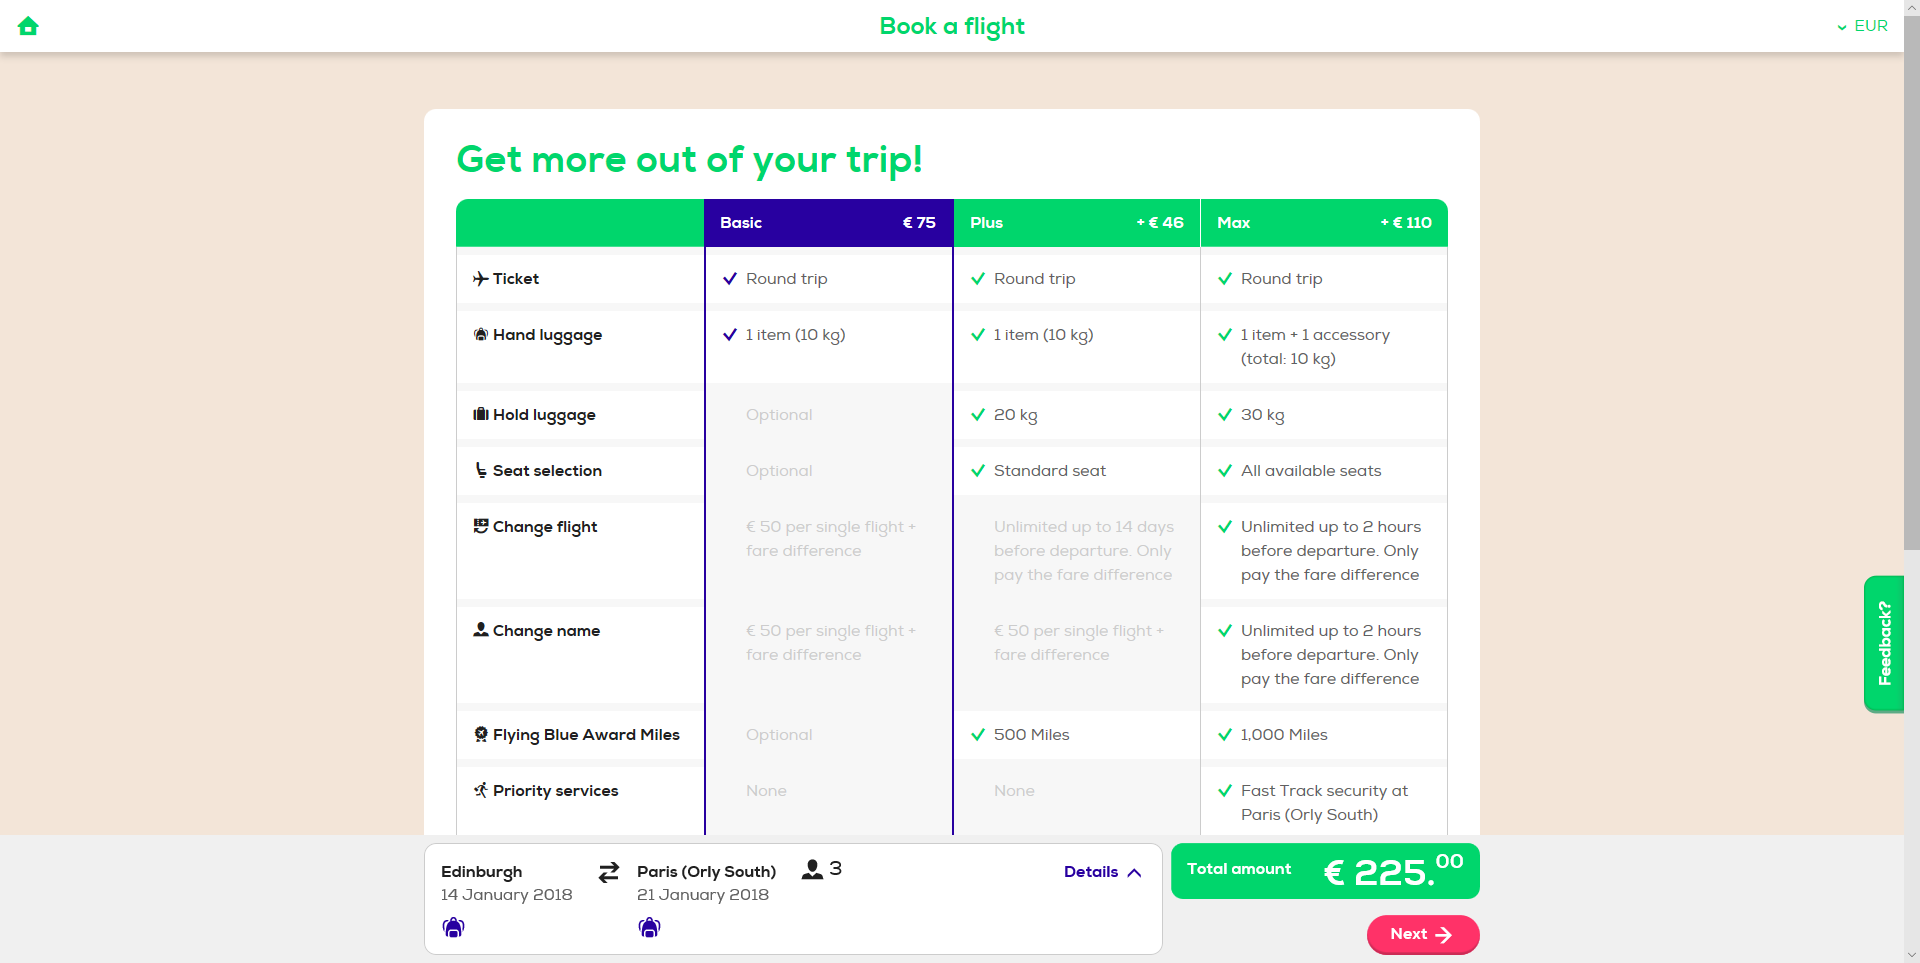 Book a flight
EUR
Get more out of your trip!
Basic € 75 Plus + € 46 Max + € 110
Ticket Round trip Round trip Round trip
Hand luggage 1 item (10 kg) 1 item (10 kg) 1 item + 1 accessory
(total: 10 kg)
Hold luggage Optional 20 kg 30 kg
Seat selection Optional Standard seat All available seats
Change flight € 50 per single flight + Unlimited up to 14 days Unlimited up to 2 hours
fare difference before departure. Only before departure. Only
pay the fare difference pay the fare difference
Change name € 50 per single flight + € 50 per single flight + Unlimited up to 2 hours
fare difference fare difference before departure. Only
pay the fare difference
Flying Blue Award Miles Optional 500 Miles 1,000 Miles
Priority services None None Fast Track security at
Paris (Orly South)
Feedback?
Edinburgh Paris (Orly South) 3 Details
14 January 2018 21 January 2018
Total amount € 225.00
Next